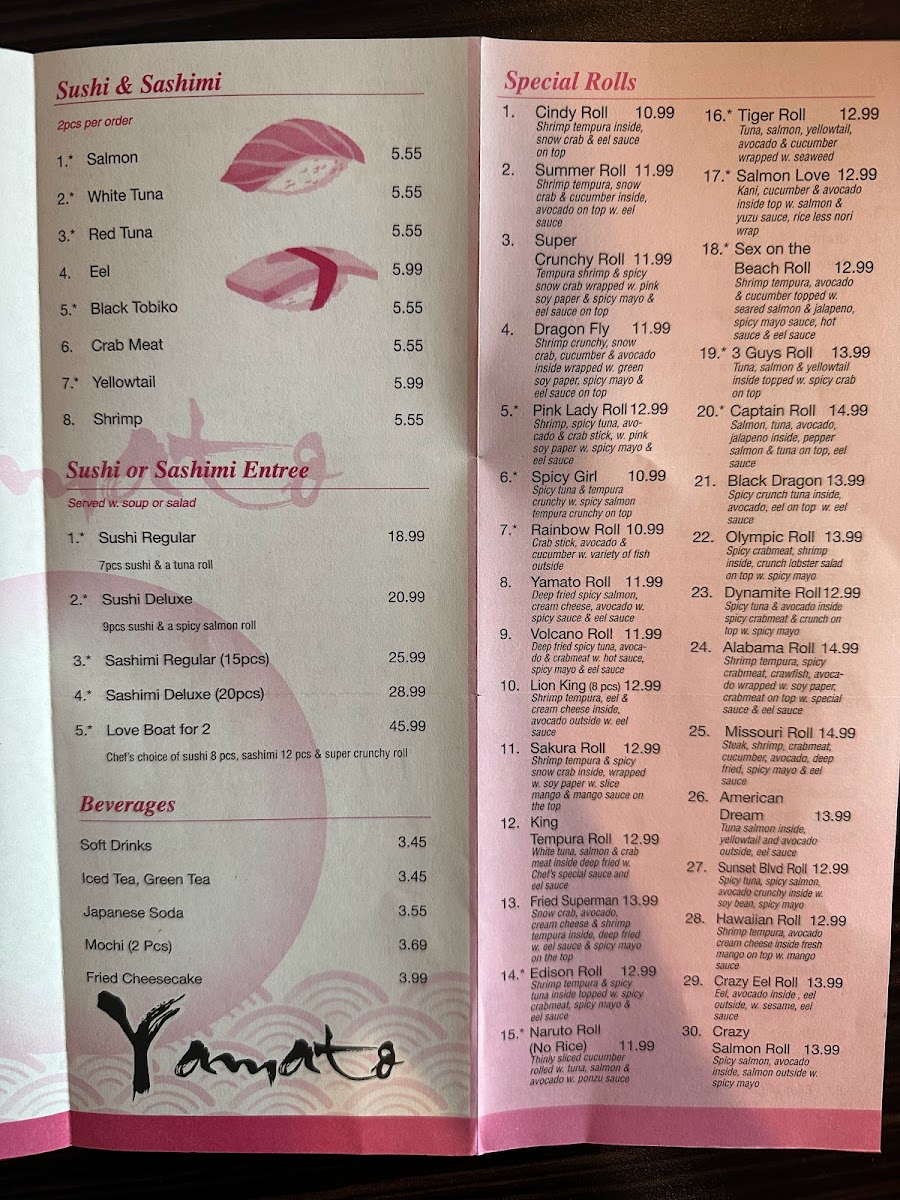 Sushi & Sashimi
2pcs per order
1.* Salmon 5.55
2.* White Tuna 5.55
3.* Red Tuna 5.55
4. Eel 5.99
5.* Black Tobiko 5.55
6. Crab Meat 5.55
7.* Yellowtail 5.99
8. Shrimp 5.55
Sushi or Sashimi Entree
Served w. soup or salad
1.* Sushi Regular 18.99
7pcs sushi & a tuna roll
2.* Sushi Deluxe 20.99
9pcs sushi & a spicy salmon roll
3.* Sashimi Regular (15pcs) 25.99
4.* Sashimi Deluxe (20pcs) 28.99
5.* Love Boat for 2 45.99
Chef's choice of sushi 8 pcs, sashimi 12 pcs & super crunchy roll
Beverages
Soft Drinks 3.45
Iced Tea, Green Tea 3.45
Japanese Soda 3.55
Mochi (2 Pcs) 3.69
Fried Cheesecake 3.99
Yamato
Special Rolls
1. Cindy Roll 10.99
Shrimp tempura inside,
snow crab & eel sauce
on top
2. Summer Roll 11.99
Shrimp tempura, snow
crab & cucumber inside,
avocado on top w. eel
sauce
3. Super
Crunchy Roll 11.99
Tempura shrimp & spicy
snow crab wrapped w. pink
soy paper & spicy mayo &
eel sauce on top
4. Dragon Fly 11.99
Shrimp crunchy, snow
crab, cucumber & avocado
inside wrapped w. green
soy paper, spicy mayo &
eel sauce on top
5.* Pink Lady Roll 12.99
Shrimp, spicy tuna, avo-
cado & crab stick, w. pink
soy paper w. spicy mayo &
eel sauce
6.* Spicy Girl 10.99
Spicy tuna & tempura
crunchy w. spicy salmon
tempura crunchy on top
7.* Rainbow Roll 10.99
Crab stick, avocado &
cucumber w. variety of fish
outside
8. Yamato Roll 11.99
Deep fried spicy salmon,
cream cheese, avocado w.
spicy sauce & eel sauce
9. Volcano Roll 11.99
Deep fried spicy tuna, avoca-
do & crabmeat w. hot sauce,
spicy mayo & eel sauce
10. Lion King (8 pcs) 12.99
Shrimp tempura, eel &
cream cheese inside,
avocado outside w. eel
sauce
11. Sakura Roll 12.99
Shrimp tempura & spicy
snow crab inside, wrapped
w. soy paper w. slice
mango & mango sauce on
the top
12. King
Tempura Roll 12.99
White tuna, salmon & crab
meat inside deep fried w.
Chef's special sauce and
eel sauce
13. Fried Superman 13.99
Snow crab, avocado,
cream cheese & shrimp
tempura inside, deep fried
w. eel sauce & spicy mayo
on the top
14.* Edison Roll 12.99
Shrimp tempura & spicy
tuna inside topped w. spicy
crabmeat, spicy mayo &
eel sauce
15.* Naruto Roll
(No Rice) 11.99
Thinly sliced cucumber
rolled w. tuna, salmon &
avocado w. ponzu sauce
16.* Tiger Roll 12.99
Tuna, salmon, yellowtail,
avocado & cucumber
wrapped w. seaweed
17.* Salmon Love 12.99
Kani, cucumber & avocado
inside top w. salmon &
yuzu sauce, rice less nori
wrap
18.* Sex on the
Beach Roll 12.99
Shrimp tempura, avocado
& cucumber topped w.
seared salmon & jalapeno,
spicy mayo sauce, hot
sauce & eel sauce
19.* 3 Guys Roll 13.99
Tuna, salmon & yellowtail
inside topped w. spicy crab
on top
20.* Captain Roll 14.99
Salmon, tuna, avocado,
jalapeno inside, pepper
salmon & tuna on top, eel
sauce
21. Black Dragon 13.99
Spicy crunch tuna inside,
avocado, eel on top w. eel
sauce
22. Olympic Roll 13.99
Spicy crabmeat, shrimp
inside, crunch lobster salad
on top w. spicy mayo
23. Dynamite Roll 12.99
Spicy tuna & avocado inside
spicy crabmeat & crunch on
top w. spicy mayo
24. Alabama Roll 14.99
Shrimp tempura, spicy
crabmeat, crawfish, avoca-
do wrapped w. soy paper,
crabmeat on top w. special
sauce & eel sauce
25. Missouri Roll 14.99
Steak, shrimp, crabmeat,
cucumber, avocado, deep
fried, spicy mayo & eel
sauce
26. American
Dream 13.99
Tuna salmon inside,
yellowtail and avocado
outside, eel sauce
27. Sunset Blvd Roll 12.99
Spicy tuna, spicy salmon,
avocado crunchy inside w.
soy bean, spicy mayo
28. Hawaiian Roll 12.99
Shrimp tempura, avocado
cream cheese inside fresh
mango on top w. mango
sauce
29. Crazy Eel Roll 13.99
Eel, avocado inside , eel
outside, w. sesame, eel
sauce
30. Crazy
Salmon Roll 13.99
Spicy salmon, avocado
inside, salmon outside w.
spicy mayo